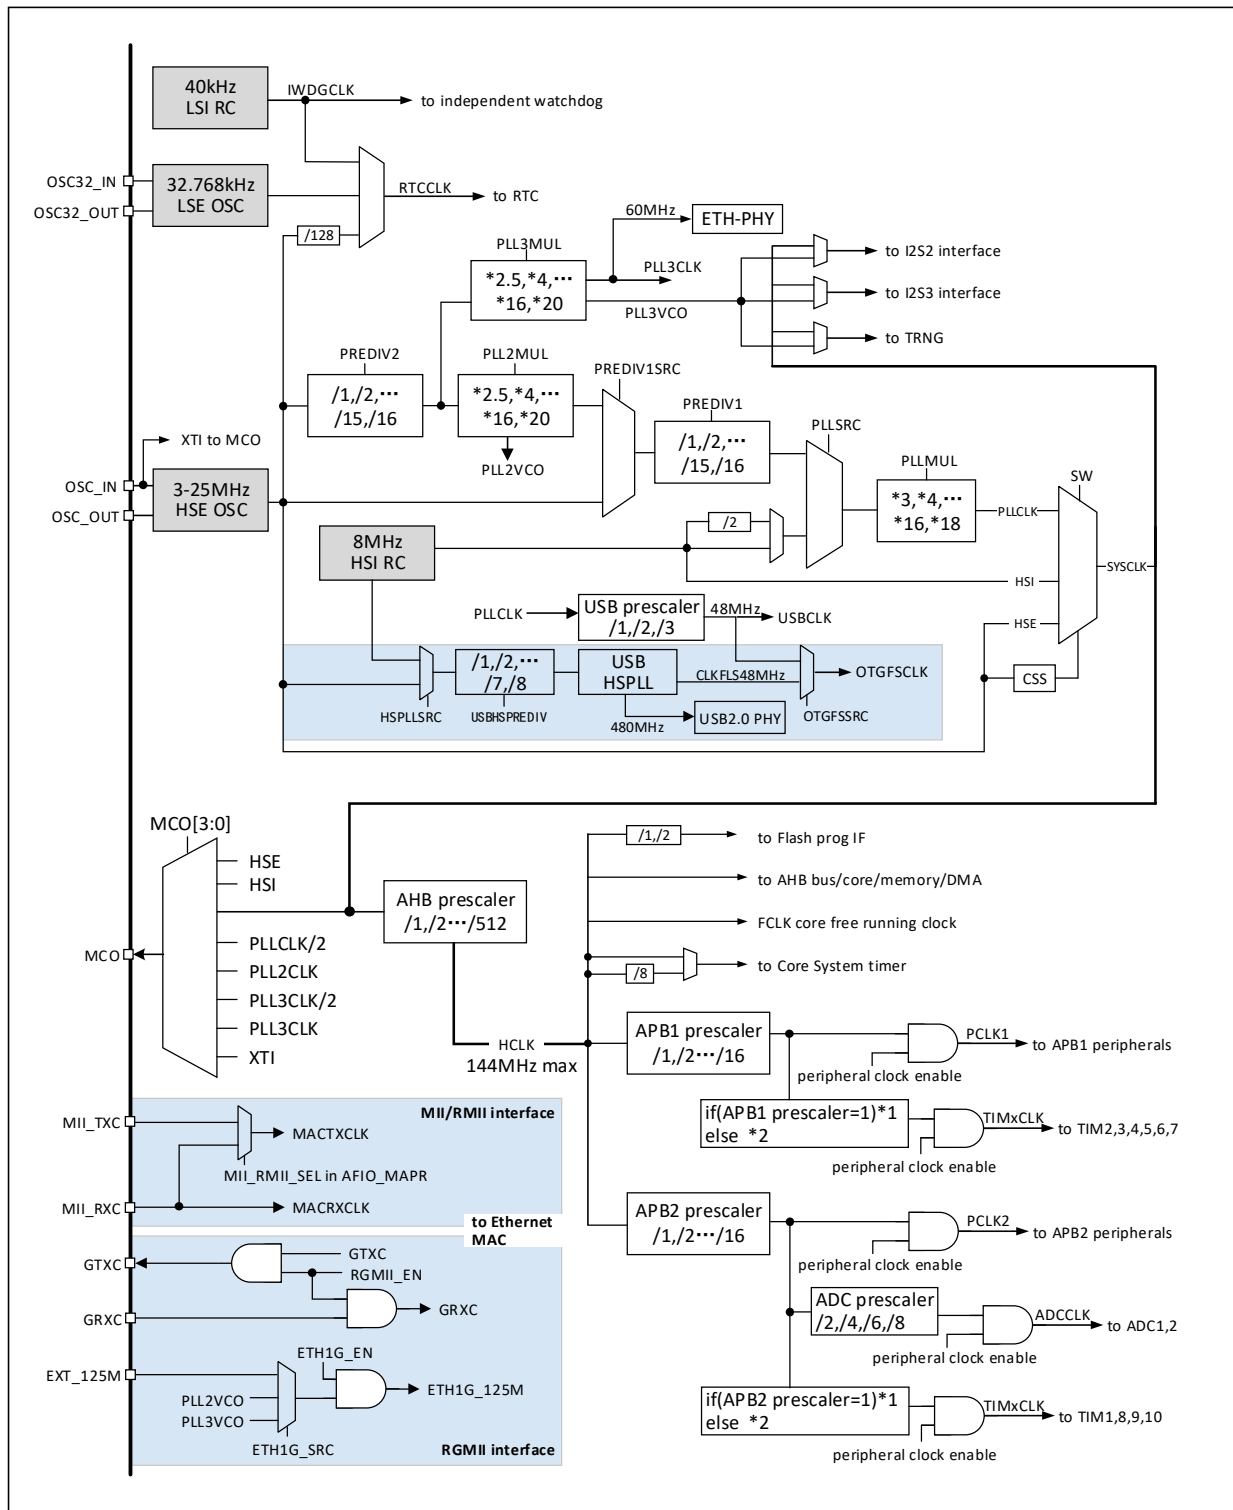 40kHz
LSI RC
IWDGCLK
to independent watchdog
OSC32_IN
OSC32_OUT
32.768kHz
LSE OSC
RTCCLK
to RTC
/128
60MHz
ETH-PHY
PLL3MUL
*2.5,*4,···
*16,*20
PLL3CLK
PLL3VCO
to I2S2 interface
to I2S3 interface
to TRNG
PREDIV2
/1,/2,···
/15,/16
PLL2MUL
*2.5,*4,···
*16,*20
PLL2VCO
PREDIV1SRC
PREDIV1
/1,/2,···
/15,/16
PLLSRC
PLLMUL
*3,*4,···
*16,*18
PLLCLK
SW
XTI to MCO
OSC_IN
OSC_OUT
3-25MHz
HSE OSC
8MHz
HSI RC
/2
HSI
HSE
SYSCLK
CSS
PLLCLK
USB prescaler
/1,/2,/3
48MHz
USBCLK
HSPLLSRC
/1,/2,···
/7,/8
USBHSPREDIV
USB
HSPLL
CLKFLS48MHz
480MHz
USB2.0 PHY
OTGFSCLK
OTGFSSRC
MCO[3:0]
HSE
HSI
PLLCLK/2
PLL2CLK
PLL3CLK/2
PLL3CLK
XTI
MCO
AHB prescaler
/1,/2···/512
HCLK
144MHz max
/1,/2
to Flash prog IF
to AHB bus/core/memory/DMA
FCLK core free running clock
/8
to Core System timer
APB1 prescaler
/1,/2···/16
PCLK1
to APB1 peripherals
peripheral clock enable
if(APB1 prescaler=1)*1
else  *2
TIMxCLK
to TIM2,3,4,5,6,7
peripheral clock enable
APB2 prescaler
/1,/2···/16
PCLK2
to APB2 peripherals
peripheral clock enable
ADC prescaler
/2,/4,/6,/8
ADCCLK
to ADC1,2
peripheral clock enable
if(APB2 prescaler=1)*1
else  *2
TIMxCLK
to TIM1,8,9,10
peripheral clock enable
MII/RMII interface
MII_TXC
MACTXCLK
MII_RMII_SEL in AFIO_MAPR
MII_RXC
MACRXCLK
to Ethernet
MAC
GTXC
GTXC
RGMII_EN
GRXC
GRXC
ETH1G_EN
EXT_125M
PLL2VCO
PLL3VCO
ETH1G_125M
ETH1G_SRC
RGMII interface